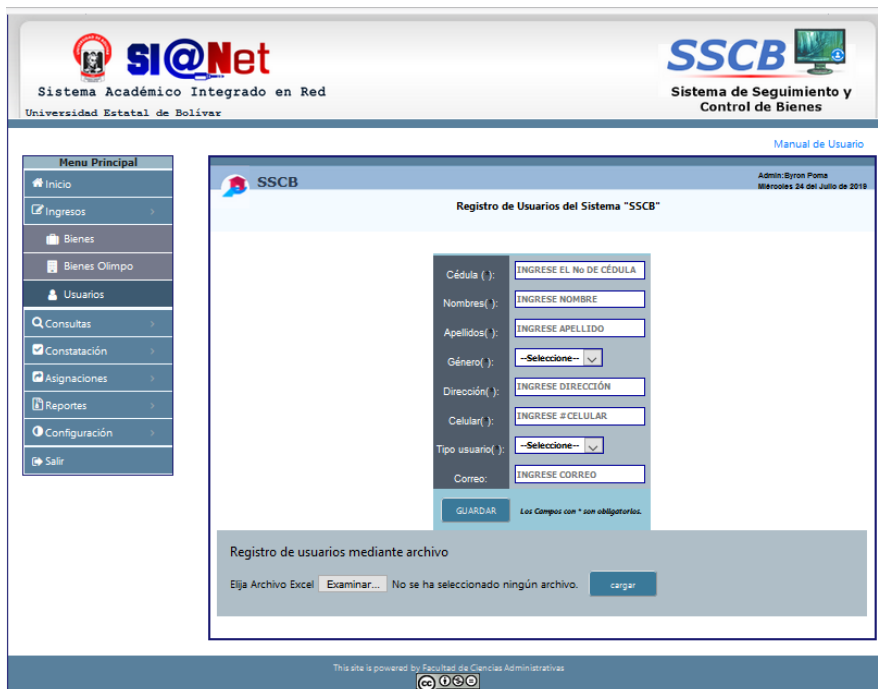 SI@Net
Sistema Académico Integrado en Red
Universidad Estatal de Bolívar
SSCB
Sistema de Seguimiento y
Control de Bienes
Manual de Usuario
Menu Principal
Inicio
Ingresos
Bienes
Bienes Olimpo
Usuarios
Consultas
Constatación
Asignaciones
Reportes
Configuración
Salir
SSCB
Admin:Byron Poma
Miércoles 24 del Julio de 2019
Registro de Usuarios del Sistema "SSCB"
Cédula (*): INGRESE EL No DE CÉDULA
Nombres(*): INGRESE NOMBRE
Apellidos(*): INGRESE APELLIDO
Género(*): --Seleccione--
Dirección(*): INGRESE DIRECCIÓN
Celular(*): INGRESE #CELULAR
Tipo usuario(*): --Seleccione--
Correo: INGRESE CORREO
GUARDAR Los Campos con * son obligatorios.
Registro de usuarios mediante archivo
Elija Archivo Excel Examinar... No se ha seleccionado ningún archivo. cargar
This site is powered by Facultad de Ciencias Administrativas
cc